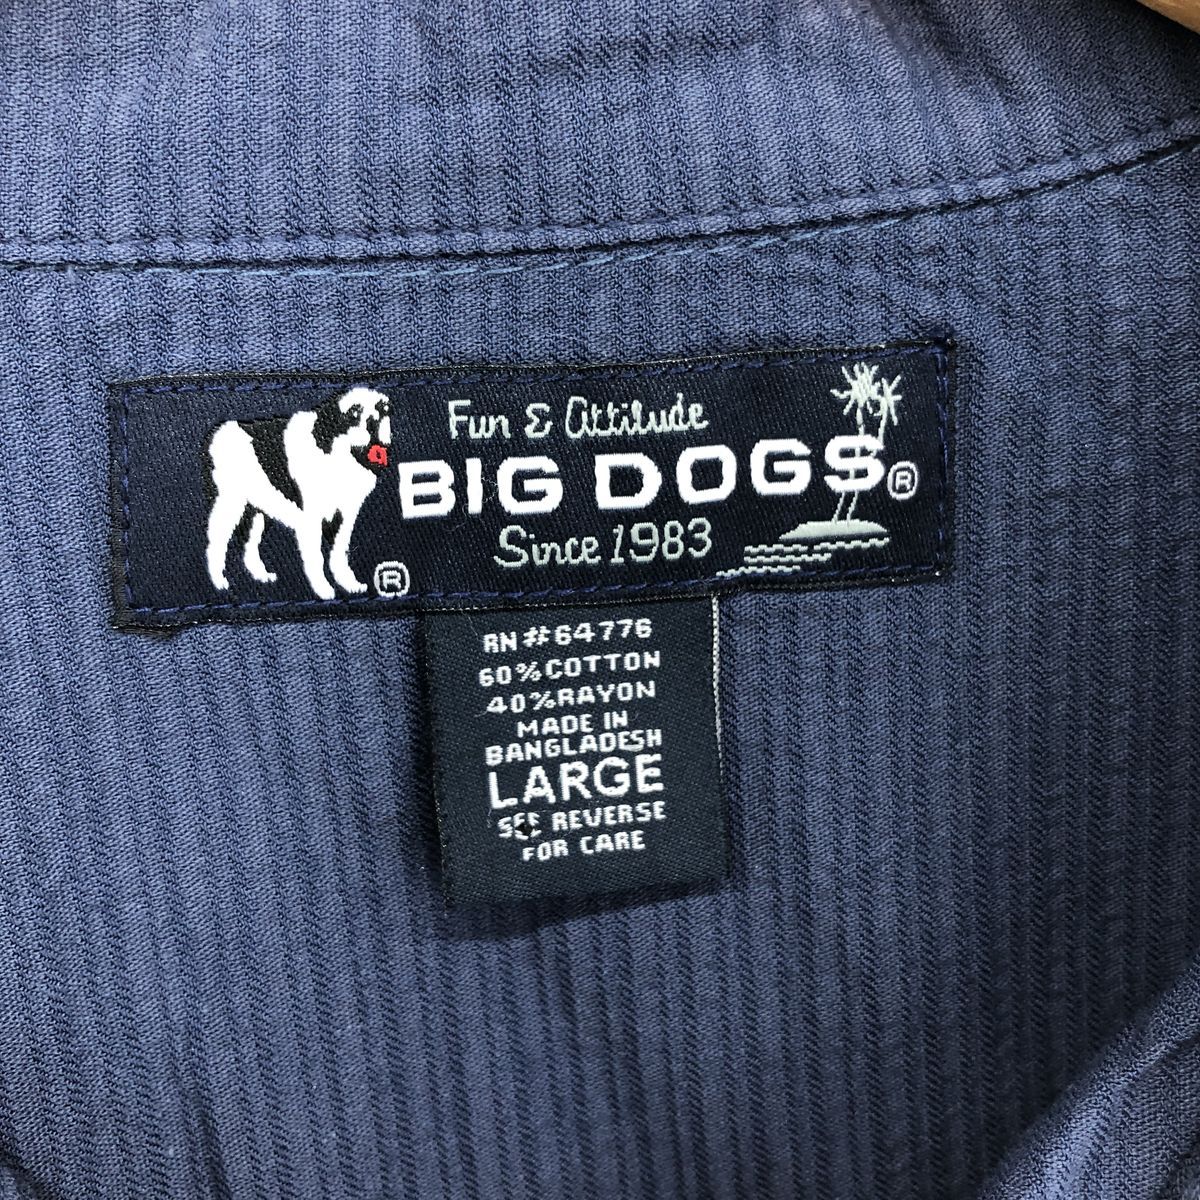 Fun & Attitude
BIG DOGS®
Since 1983
®
RN#64776
60%COTTON
40%RAYON
MADE IN
BANGLADESH
LARGE
SEE REVERSE
FOR CARE